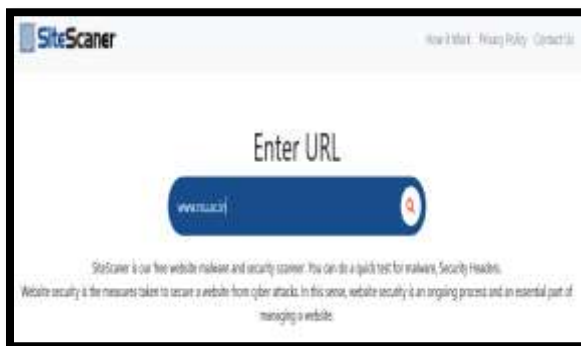 SiteScaner
How it Work Privacy Policy Contact Us
Enter URL
SiteScaner is our free website malware and security scanner. You can do a quick test for malware, Security Headers.
Website security is the measures taken to secure a website from cyber attacks. In this sense, website security is an ongoing process and an essential part of
managing a website.